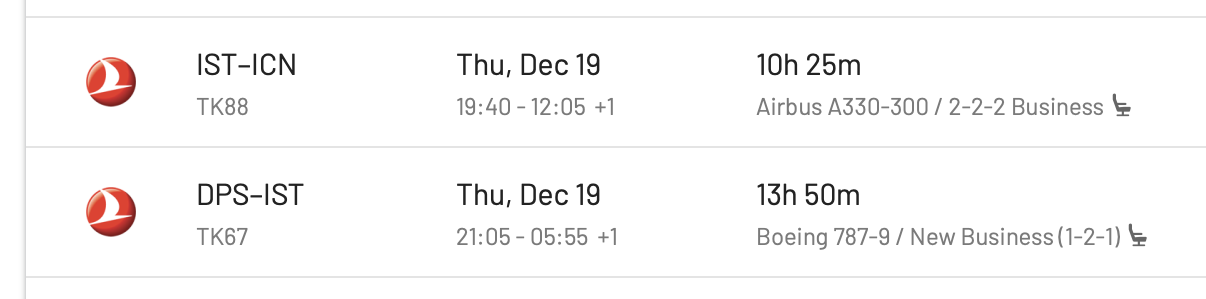 IST–ICN Thu, Dec 19 10h 25m
TK88 19:40 - 12:05 +1 Airbus A330-300 / 2-2-2 Business
DPS–IST Thu, Dec 19 13h 50m
TK67 21:05 - 05:55 +1 Boeing 787-9 / New Business (1-2-1)